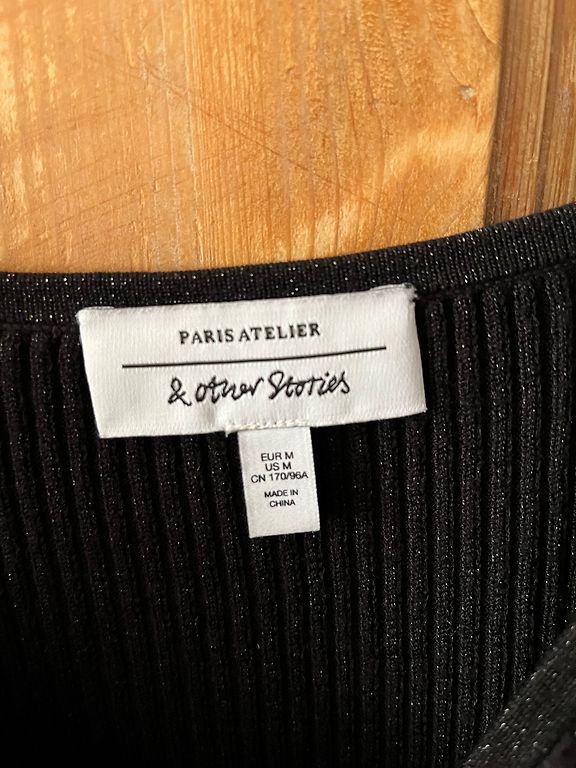 PARIS ATELIER
& other Stories
EUR M
US M
CN 170/96A
MADE IN
CHINA